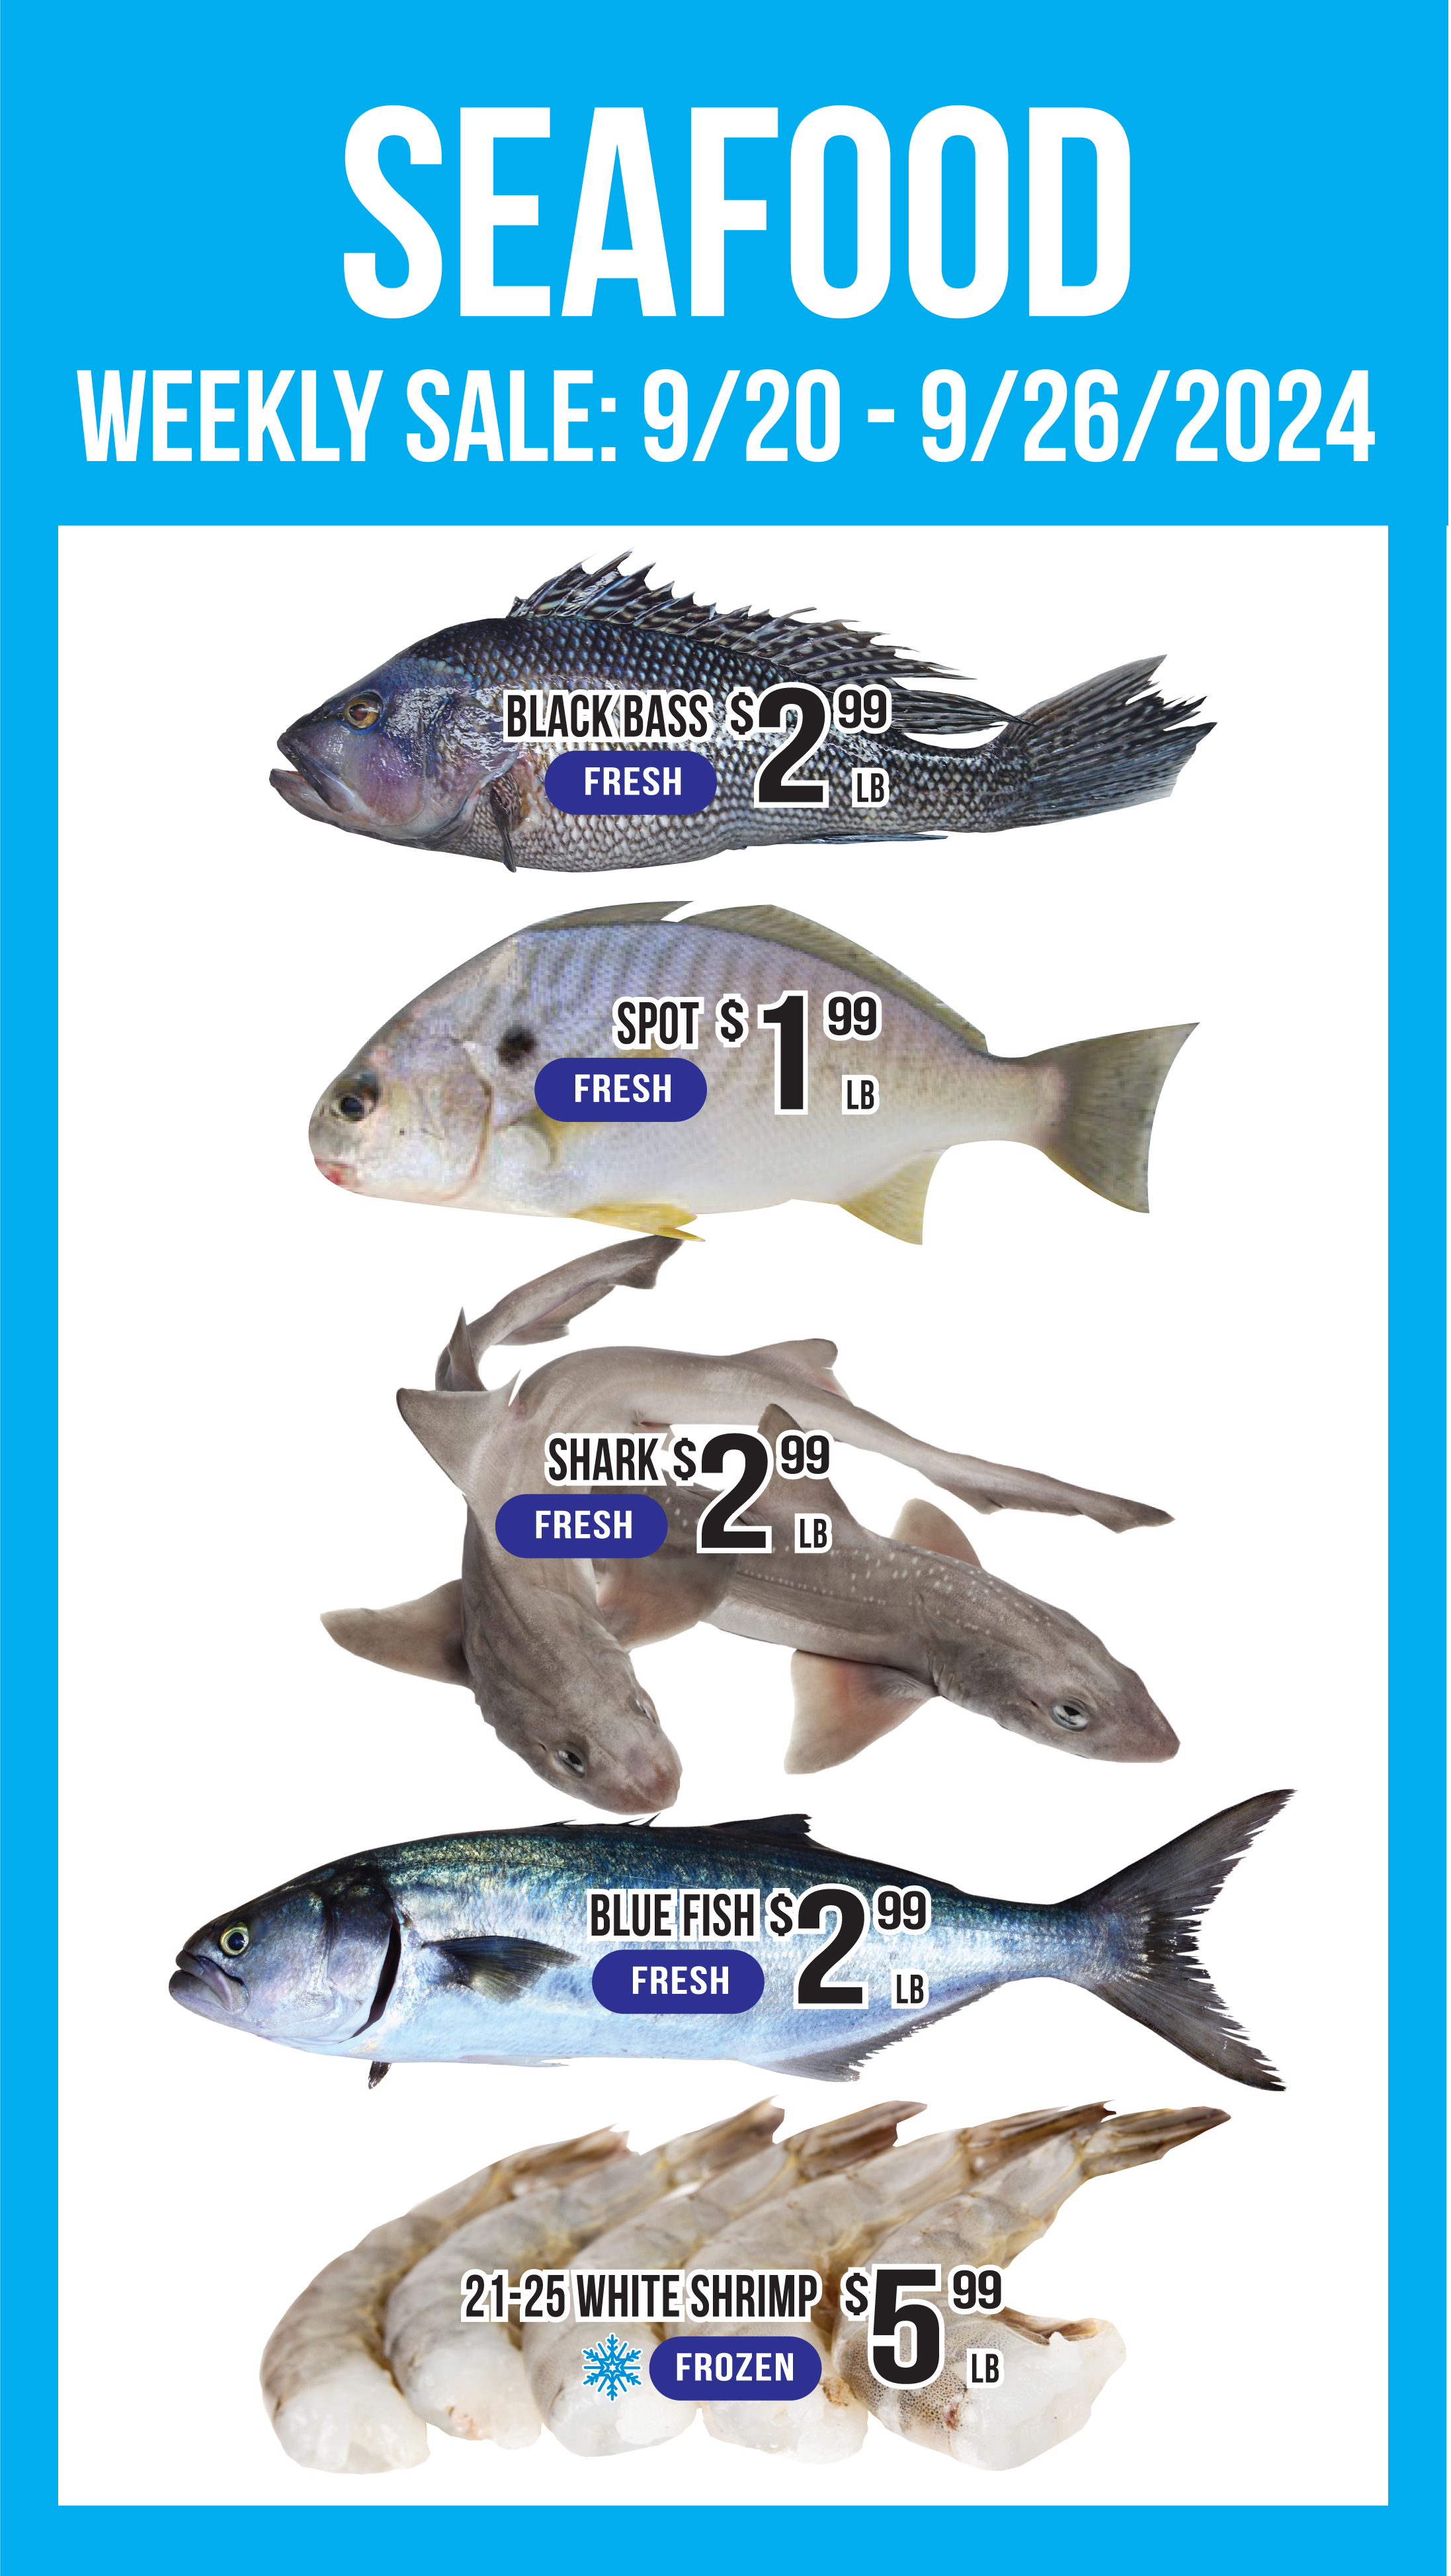 SEAFOOD
WEEKLY SALE: 9/20 - 9/26/2024
BLACK BASS $2 99
FRESH LB
SPOT $1 99
FRESH LB
SHARK $2 99
FRESH LB
BLUE FISH $2 99
FRESH LB
21-25 WHITE SHRIMP $5 99
FROZEN LB